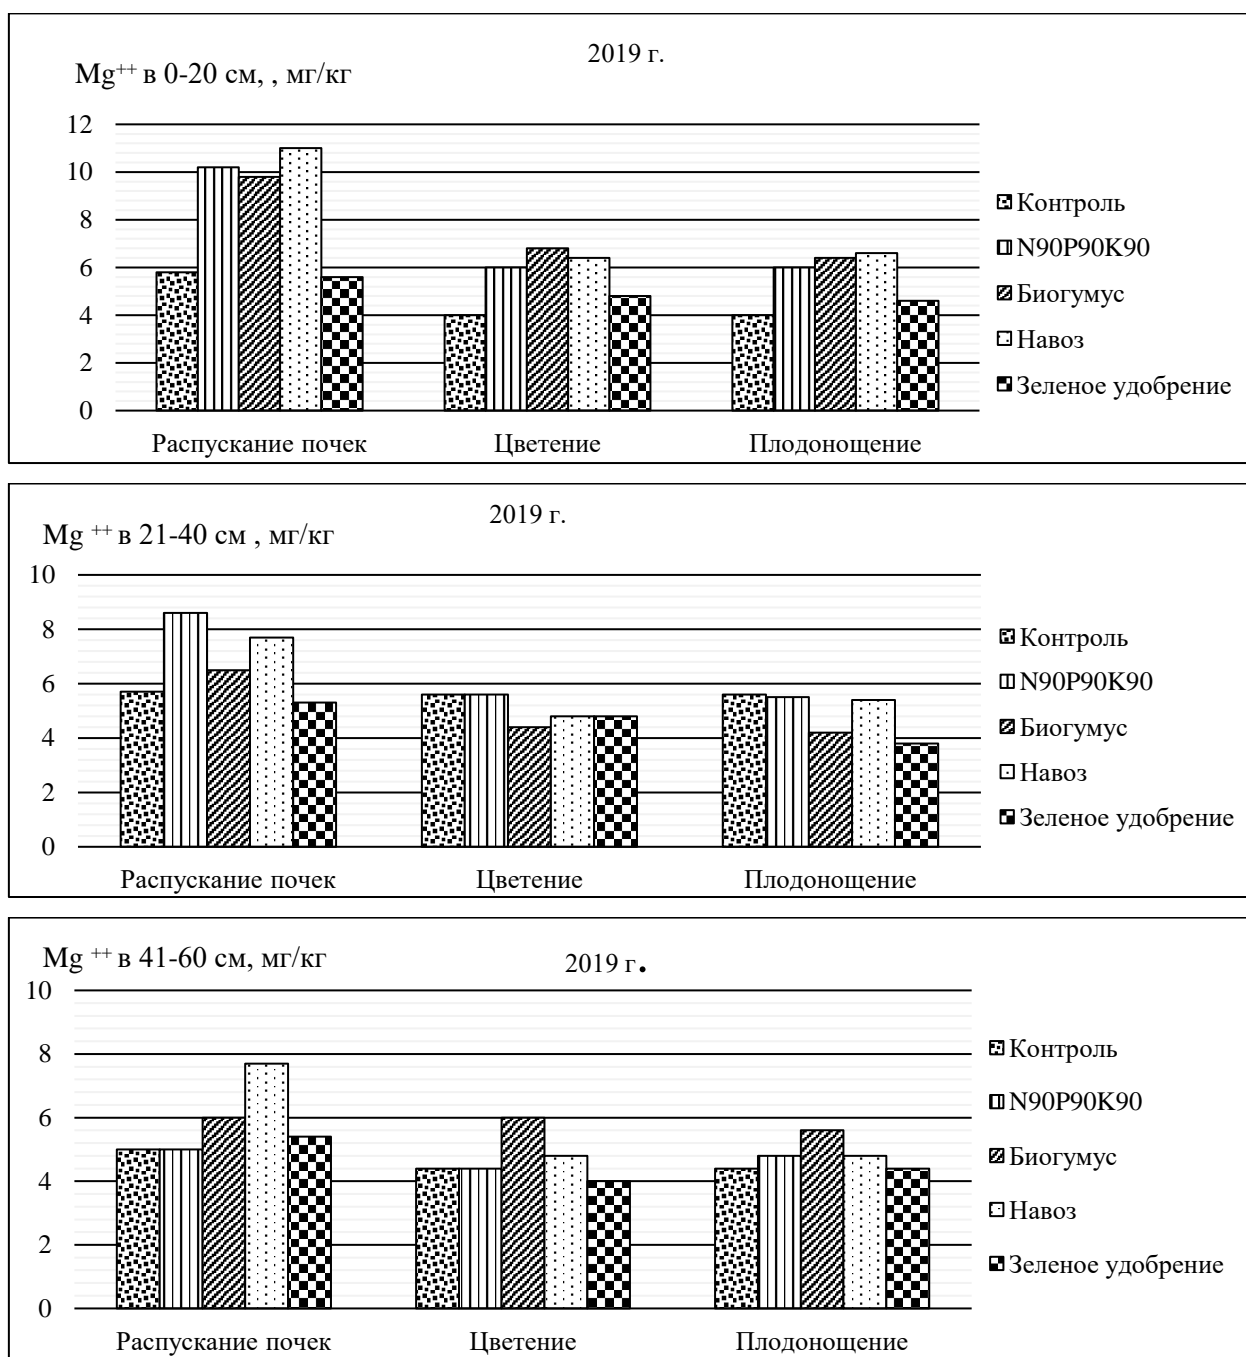 2019 г.
Mg++ в 0-20 см, , мг/кг
12
10
8
6
4
2
0
Распускание почек Цветение Плодонощение
Контроль
N90P90K90
Биогумус
Навоз
Зеленое удобрение
2019 г.
Mg ++ в 21-40 см , мг/кг
10
8
6
4
2
0
Распускание почек Цветение Плодонощение
Контроль
N90P90K90
Биогумус
Навоз
Зеленое удобрение
Mg ++ в 41-60 см, мг/кг
2019 г.
10
8
6
4
2
0
Распускание почек Цветение Плодонощение
Контроль
N90P90K90
Биогумус
Навоз
Зеленое удобрение